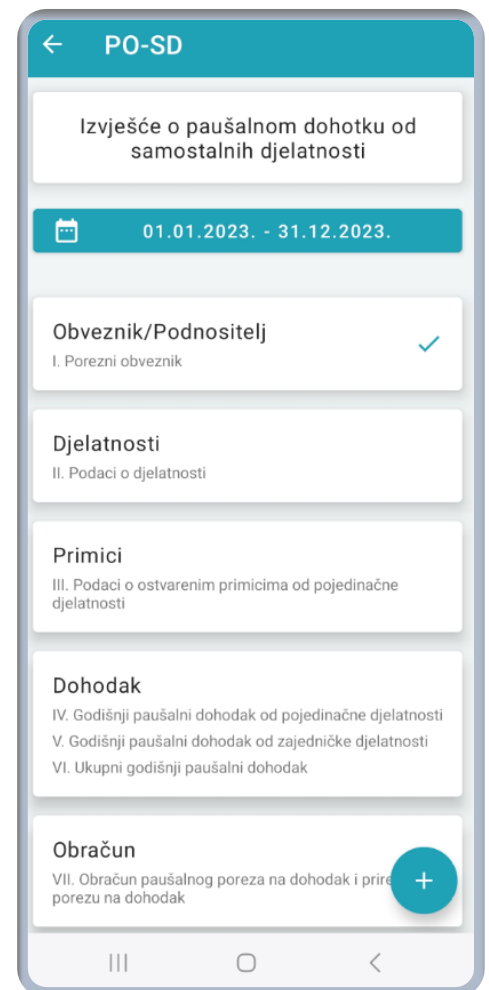 PO-SD
Izvješće o paušalnom dohotku od
samostalnih djelatnosti
01.01.2023. - 31.12.2023.
Obveznik/Podnositelj
I. Porezni obveznik
Djelatnosti
II. Podaci o djelatnosti
Primici
III. Podaci o ostvarenim primicima od pojedinačne
djelatnosti
Dohodak
IV. Godišnji paušalni dohodak od pojedinačne djelatnosti
V. Godišnji paušalni dohodak od zajedničke djelatnosti
VI. Ukupni godišnji paušalni dohodak
Obračun
VII. Obračun paušalnog poreza na dohodak i
porezu na dohodak